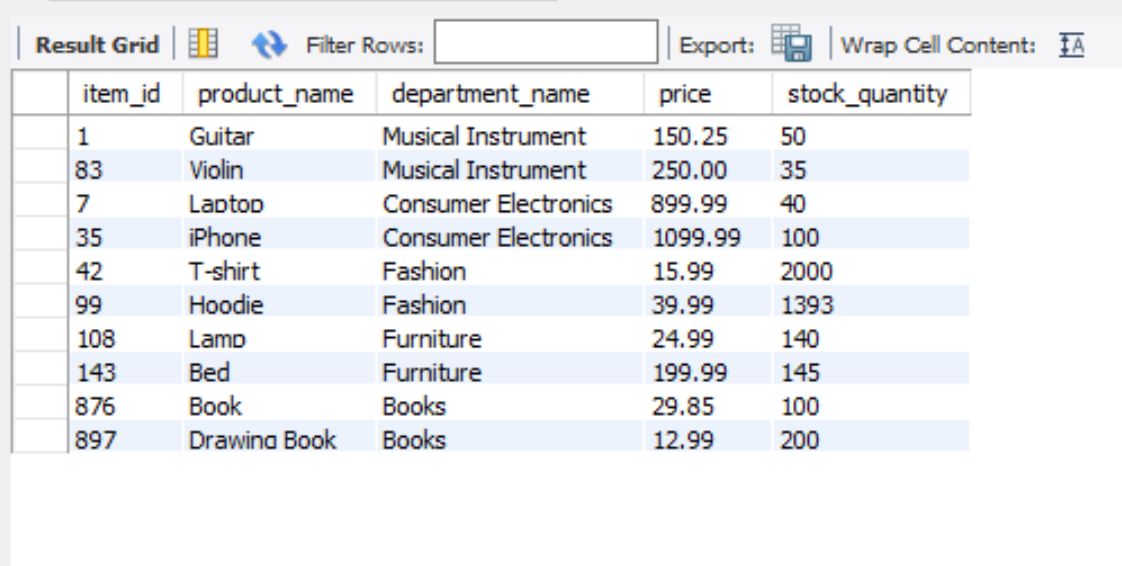 Result Grid Filter Rows: Export: Wrap Cell Content: A
item_id product_name department_name price stock_quantity
1 Guitar Musical Instrument 150.25 50
83 Violin Musical Instrument 250.00 35
7 Laptop Consumer Electronics 899.99 40
35 iPhone Consumer Electronics 1099.99 100
42 T-shirt Fashion 15.99 2000
99 Hoodie Fashion 39.99 1393
108 Lamp Furniture 24.99 140
143 Bed Furniture 199.99 145
876 Book Books 29.85 100
897 Drawing Book Books 12.99 200